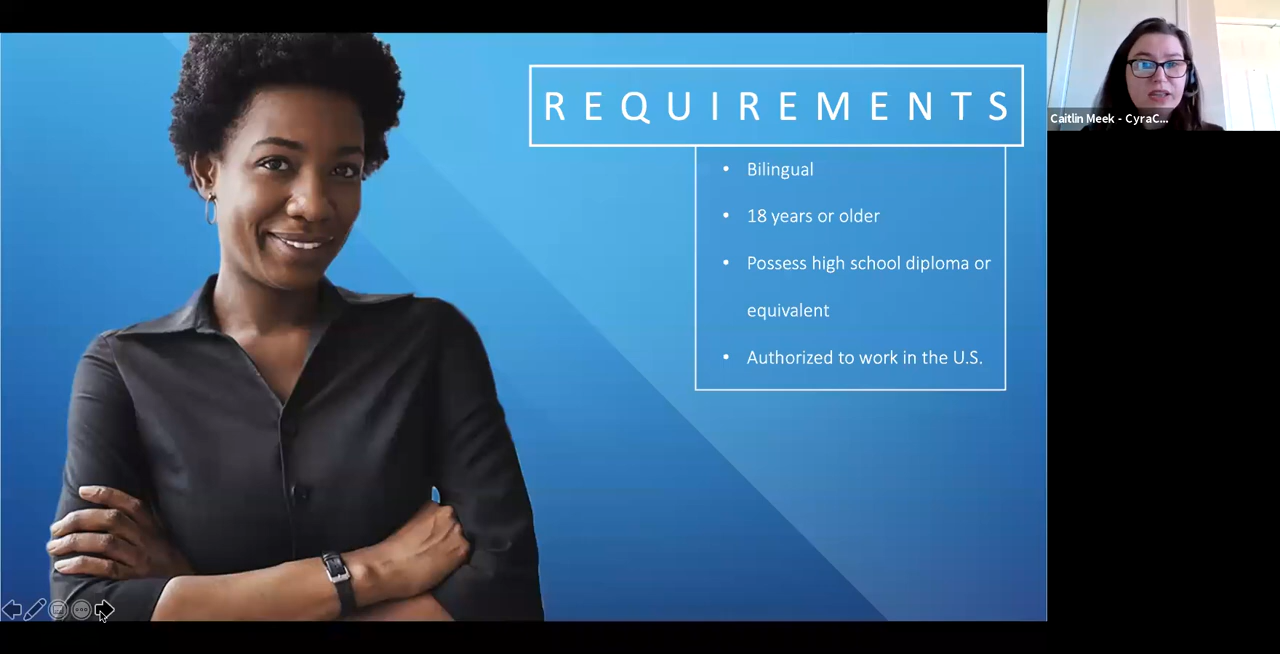 REQUIREMENTS
• Bilingual
• 18 years or older
• Possess high school diploma or
equivalent
• Authorized to work in the U.S.
Caitlin Meek - CyraC...